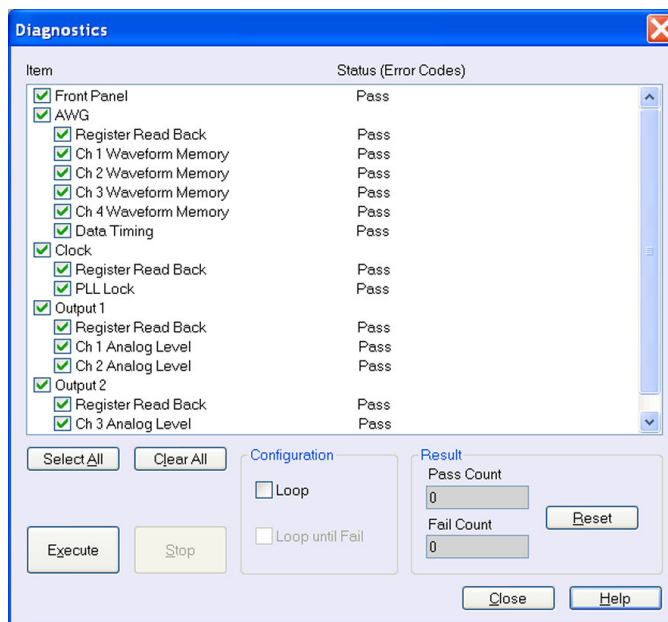 Diagnostics
Item Status (Error Codes)
Front Panel Pass
AWG
Register Read Back Pass
Ch 1 Waveform Memory Pass
Ch 2 Waveform Memory Pass
Ch 3 Waveform Memory Pass
Ch 4 Waveform Memory Pass
Data Timing Pass
Clock
Register Read Back Pass
PLL Lock Pass
Output 1
Register Read Back Pass
Ch 1 Analog Level Pass
Ch 2 Analog Level Pass
Output 2
Register Read Back Pass
Ch 3 Analog Level Pass
Select All Clear All
Configuration
Loop
Loop until Fail
Result
Pass Count
0
Fail Count
0
Reset
Execute Stop
Close Help